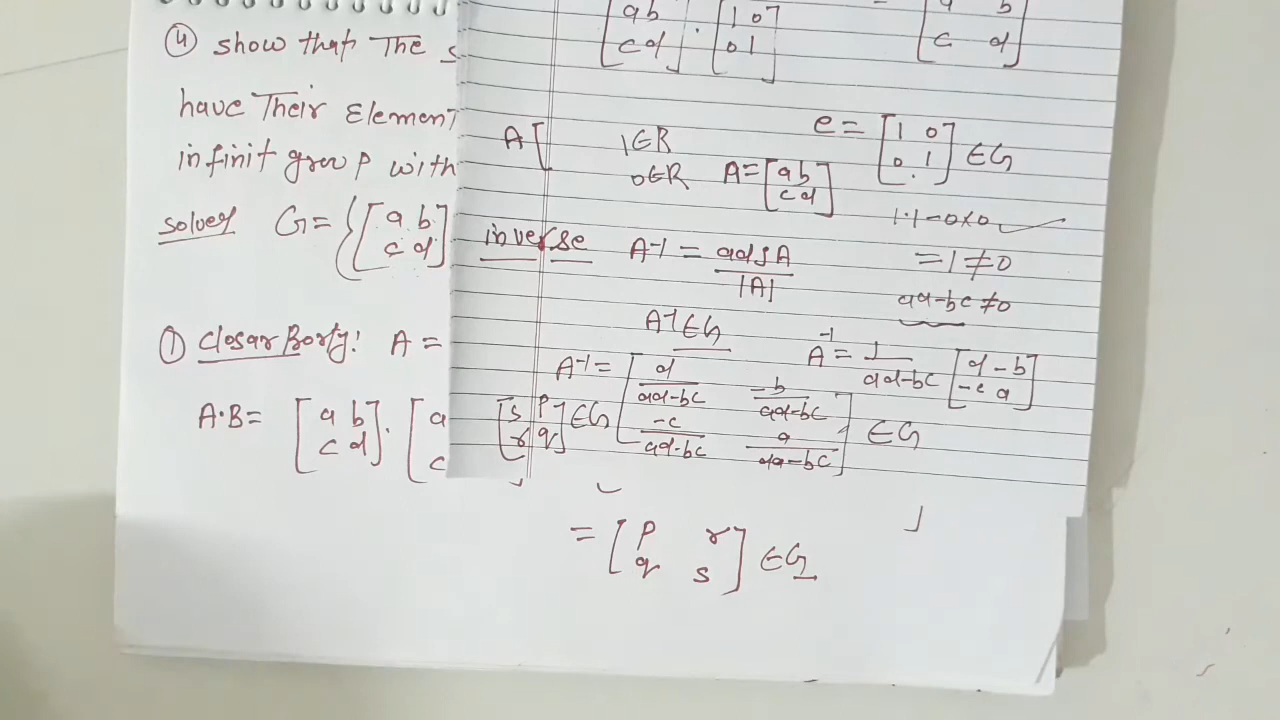 ④ show that The s
have Their Element
infinit group with
solved G = { [a b
c d]
① closar Porty: A =
A·B = [a b
c d] · [a
c
[a b
c d] · [1 0
0 1]
b
c d]
A[ 1∈R e = [1 0
0 1] ∈G
0∈R A = [a b
c d]
1·1-0×0
= 1 ≠ 0
ad-bc ≠ 0
inverse A-1 = adj A
|A|
A-1 ∈G
A-1 = 1
ad-bc [d -b
-c a]
A-1 = [d
ad-bc -b
ad-bc
-c
ad-bc a
ad-bc] ∈G
[s p
r q] ∈G
= [p r
q s] ∈G